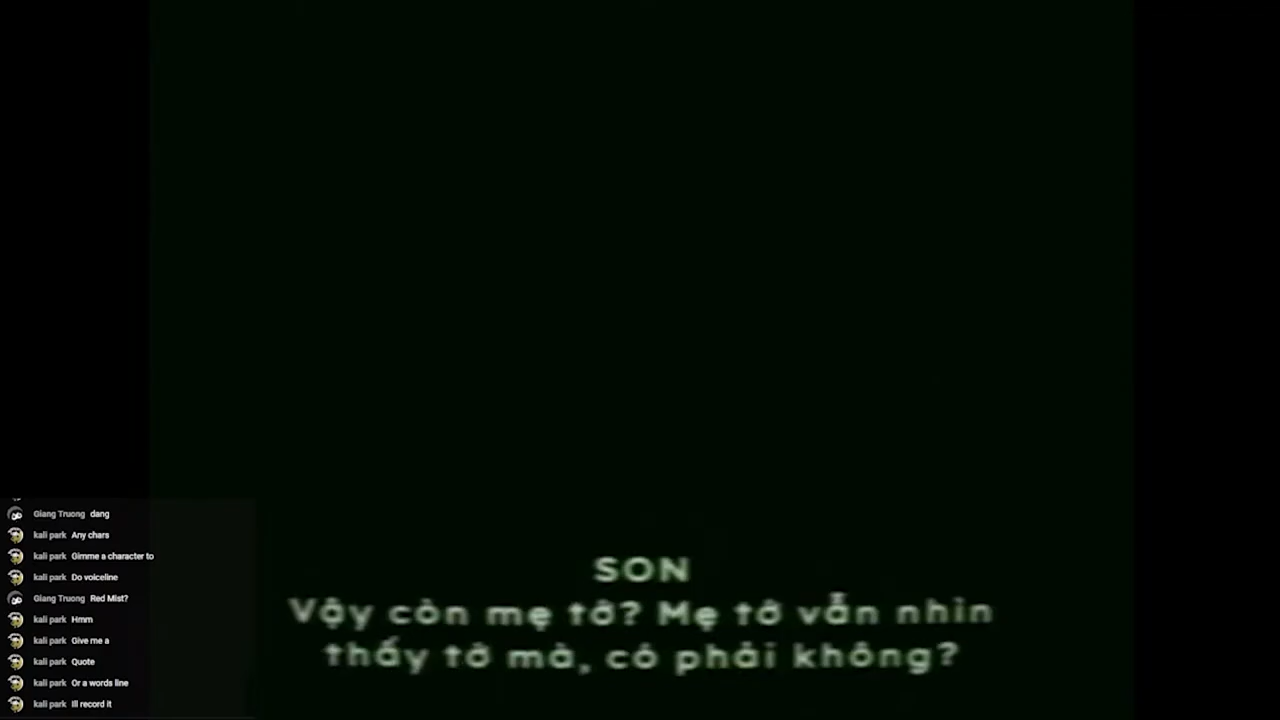 Giang Truong dang
kali park Any chars
kali park Gimme a character to
kali park Do voiceline
Giang Truong Red Mist?
kali park Hmm
kali park Give me a
kali park Quote
kali park Or a words line
kali park Ill record it
SON
Vậy còn mẹ tớ? Mẹ tớ vẫn nhìn
thấy tớ mà, có phải không?